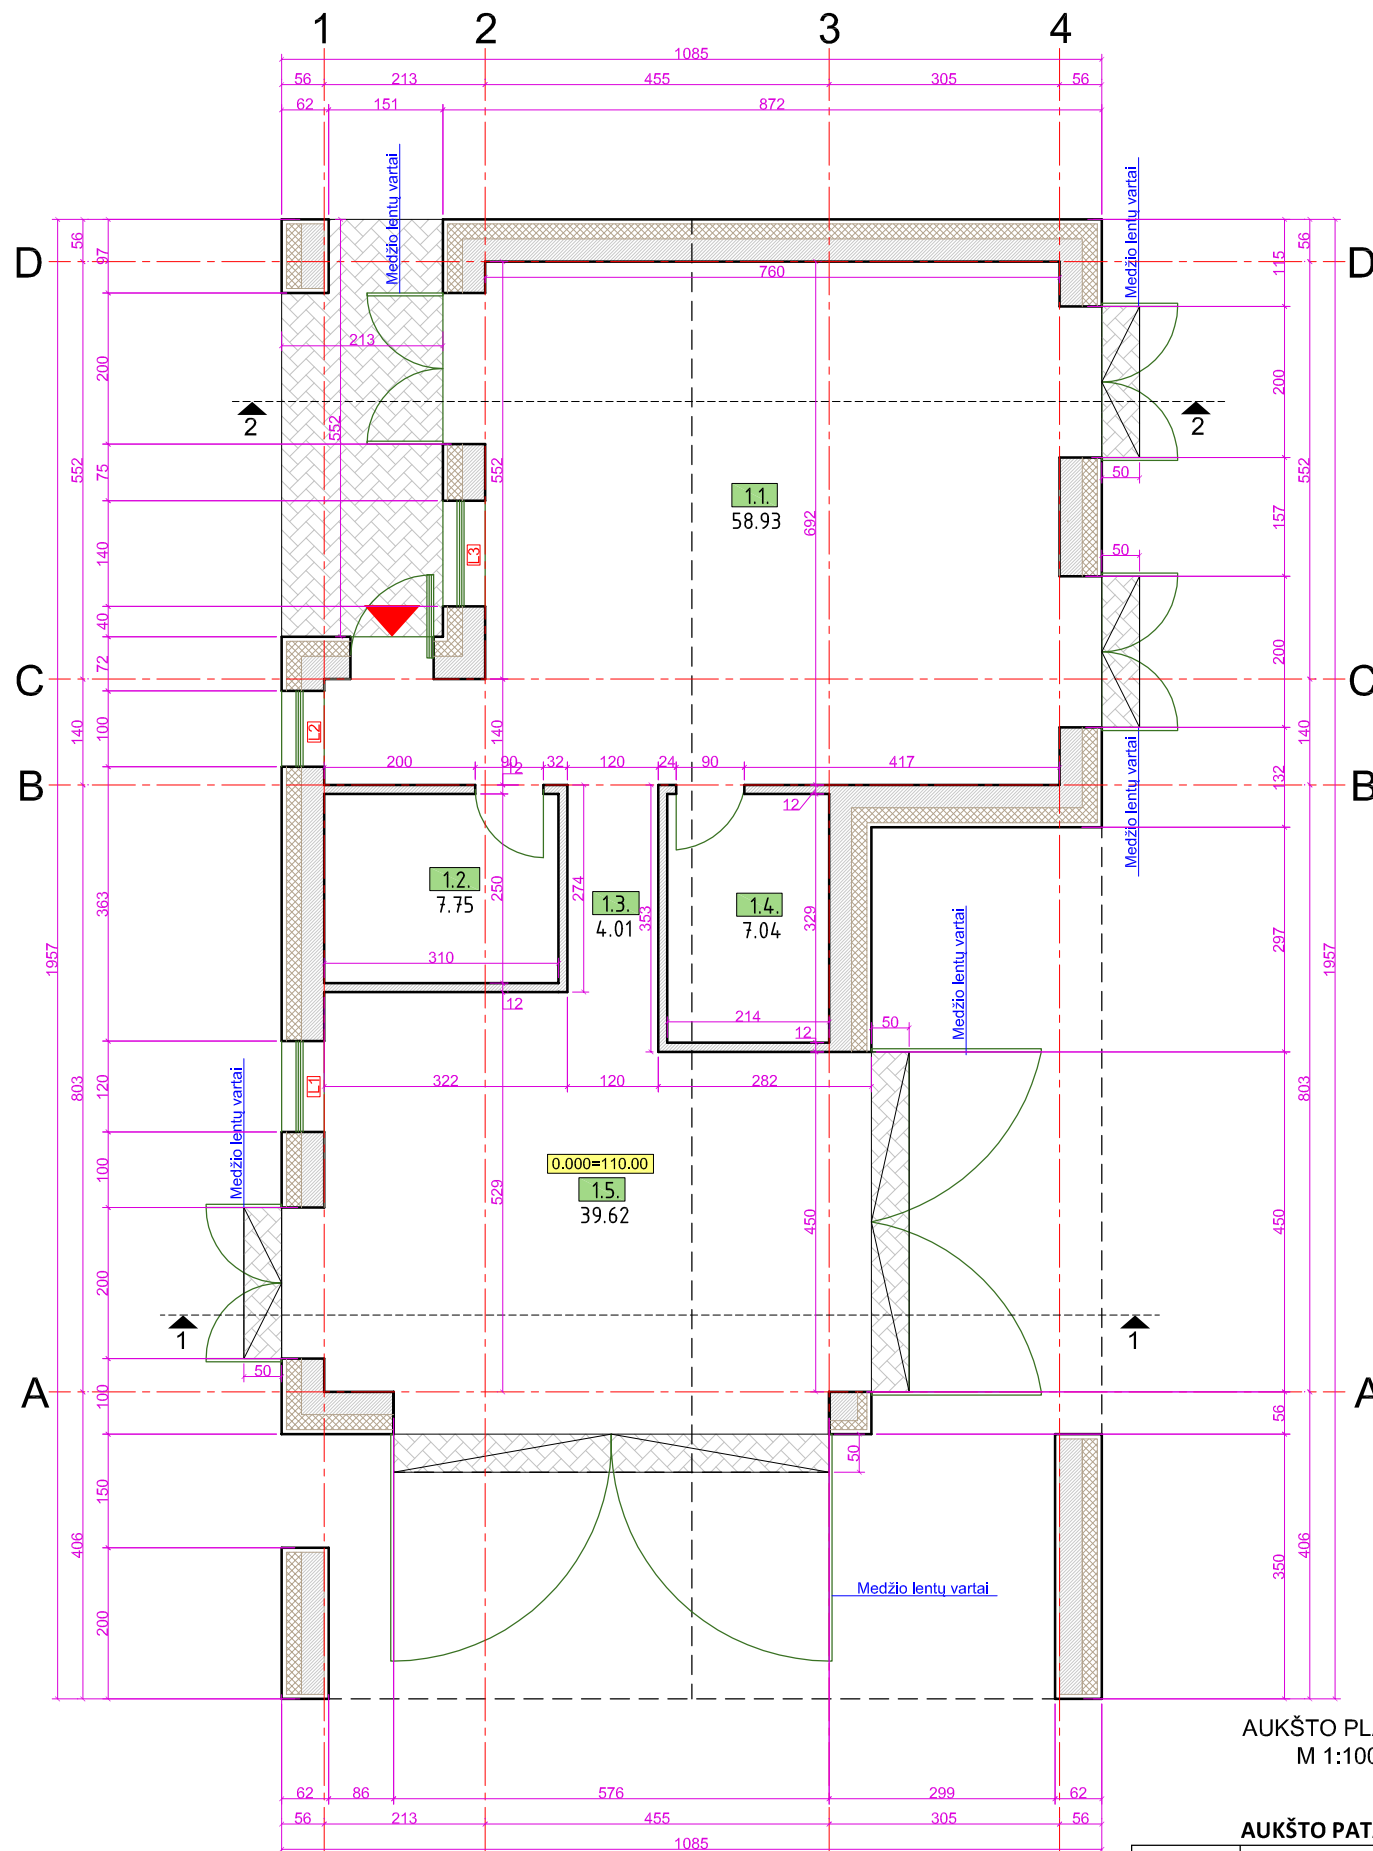 1 2 3 4
1085
56 213 455 305 56
62 151 872
Medžio lentų vartai
Medžio lentų vartai
56
97
56
115
D
D
760
213
200
200
2
2
552
552
552
552
75
50
1.1.
58.93
692
157
140
L3
50
40
72
200
C
C
L2
100
140
140
140
132
Medžio lentų vartai
200 90 12 32 120 24 90 417
B
B
12
363
1.2.
7.75
250
274
1.3.
4.01
353
1.4.
7.04
329
Medžio lentų vartai
297
1957
1957
310
12
214
12
50
L1
120
322 120 282
803
803
Medžio lentų vartai
100
0.000=110.00
1.5.
39.62
529
450
450
200
1
1
50
A
A
100
56
50
150
406
406
350
Medžio lentų vartai
200
AUKŠTO PL
M 1:100
62 86 576 299 62
56 213 455 305 56
1085
AUKŠTO PAT